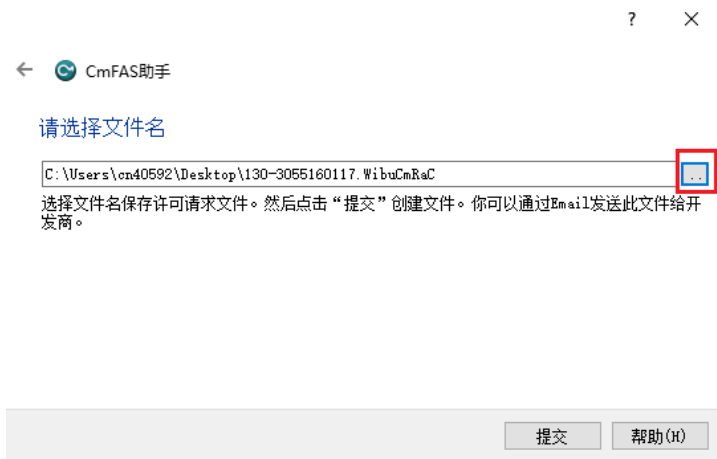 ?
CmFAS助手
请选择文件名
C:\Users\cn40592\Desktop\130-3055160117.WibuCmRaC
..
选择文件名保存许可请求文件。然后点击“提交”创建文件。你可以通过Email发送此文件给开
发商。
提交 帮助(H)